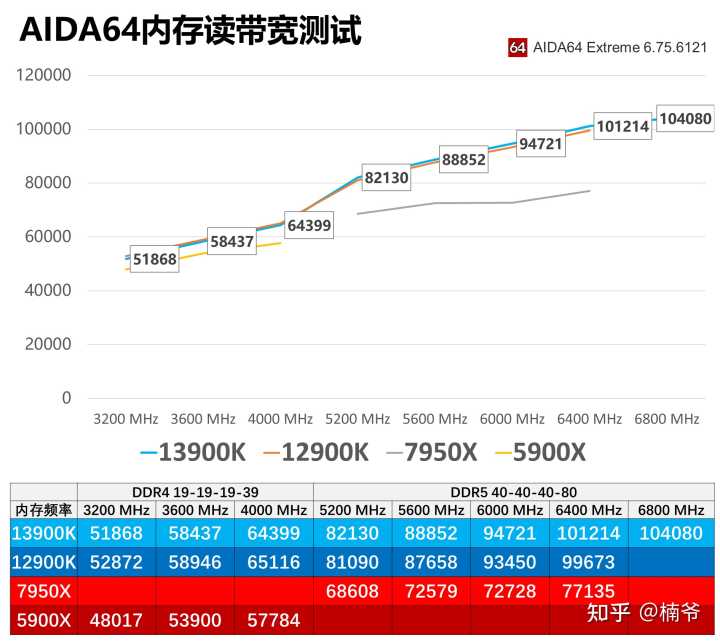 AIDA64内存读带宽测试
64 AIDA64 Extreme 6.75.6121
120000
100000
80000
60000
40000
20000
0
51868
58437
64399
82130
88852
94721
101214
104080
3200 MHz 3600 MHz 4000 MHz 5200 MHz 5600 MHz 6000 MHz 6400 MHz 6800 MHz
13900K 12900K 7950X 5900X
DDR4 19-19-19-39 DDR5 40-40-40-80
内存频率 3200 MHz 3600 MHz 4000 MHz 5200 MHz 5600 MHz 6000 MHz 6400 MHz 6800 MHz
13900K 51868 58437 64399 82130 88852 94721 101214 104080
12900K 52872 58946 65116 81090 87658 93450 99673
7950X 68608 72579 72728 77135
5900X 48017 53900 57784
知乎 @楠爷